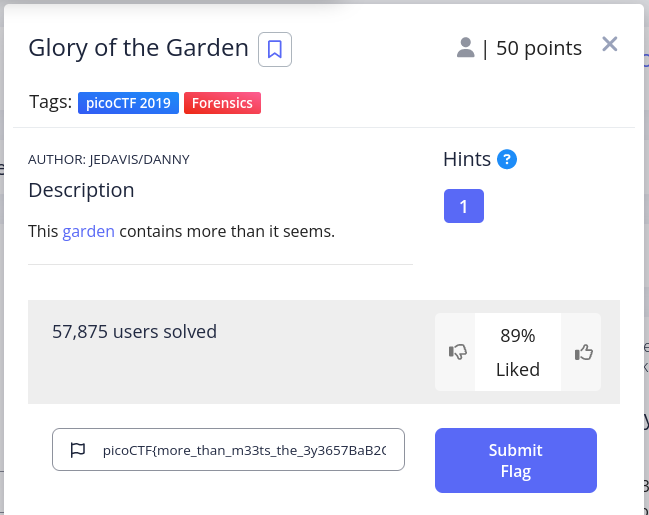 Glory of the Garden
| 50 points
Tags: picoCTF 2019 Forensics
AUTHOR: JEDAVIS/DANNY
Hints ?
Description
1
This garden contains more than it seems.
57,875 users solved
89%
Liked
picoCTF{more_than_m33ts_the_3y3657BaB2C
Submit
Flag